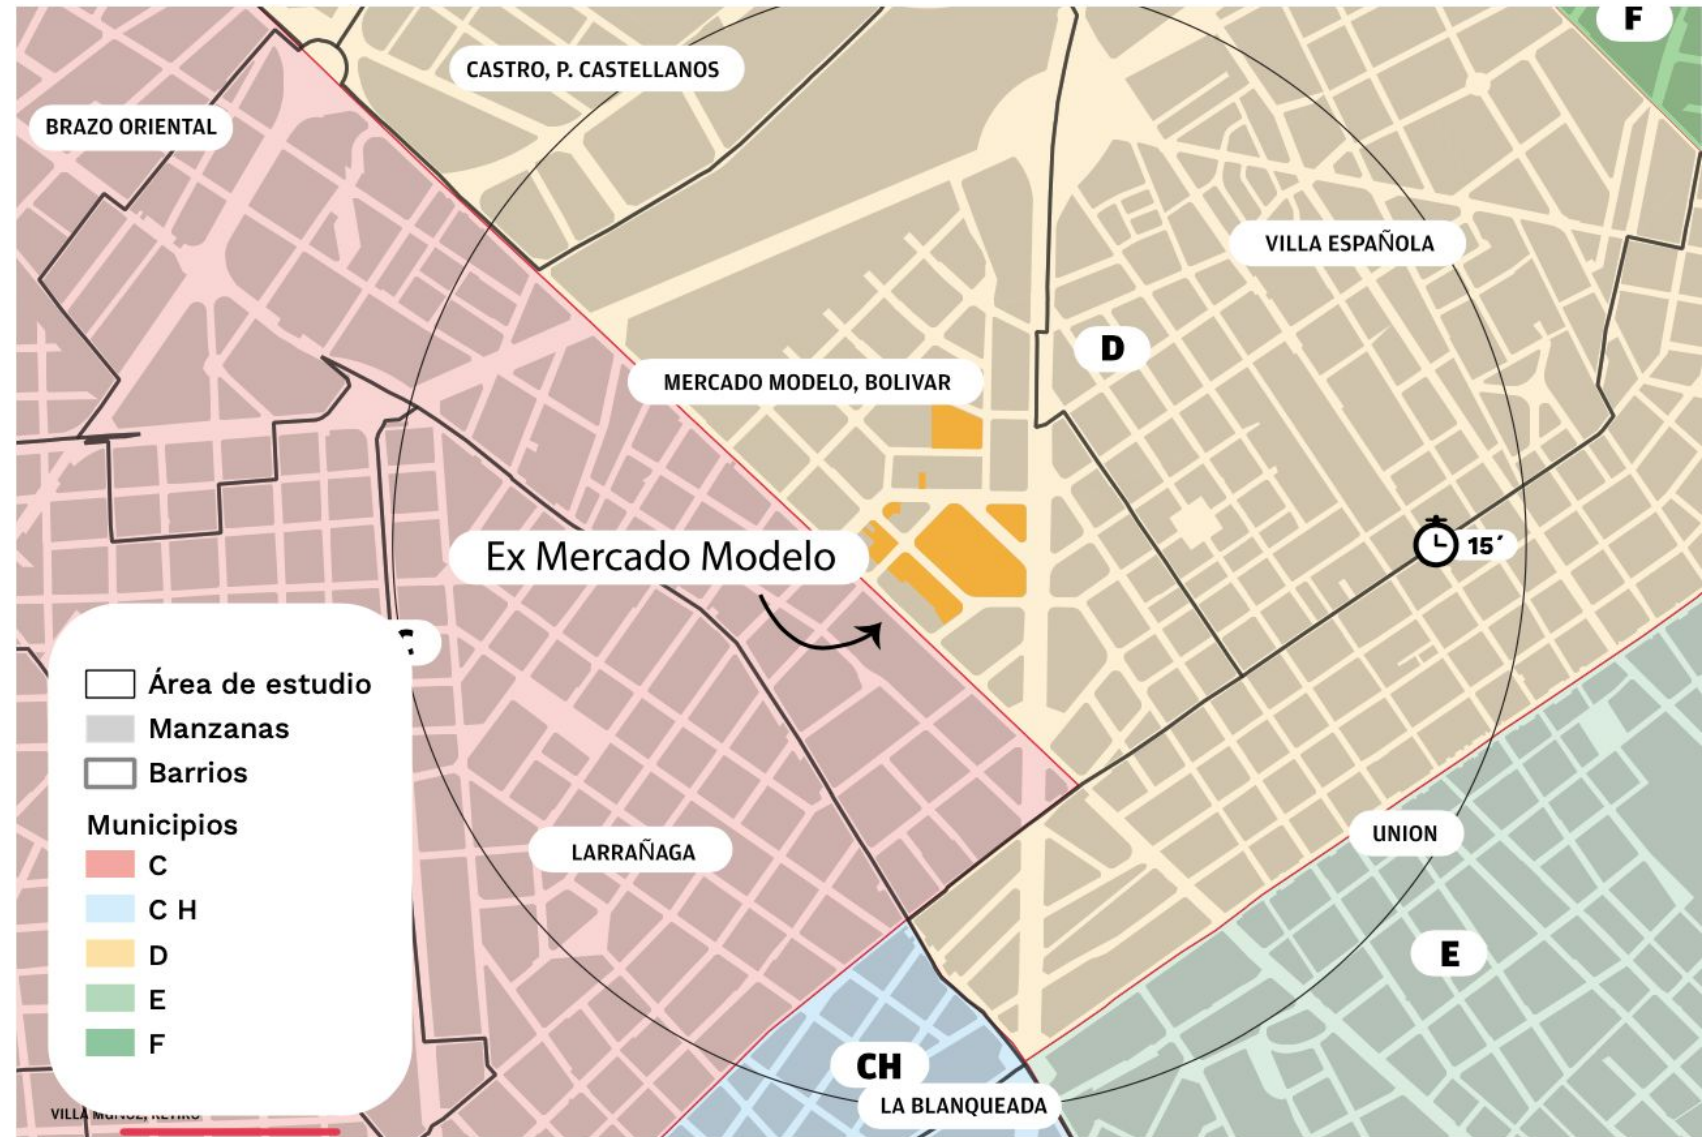 F
CASTRO, P. CASTELLANOS
BRAZO ORIENTAL
VILLA ESPAÑOLA
D
MERCADO MODELO, BOLIVAR
15´
Ex Mercado Modelo
Área de estudio
Manzanas
Barrios
Municipios
C
C H
D
E
F
UNION
LARRAÑAGA
E
CH
LA BLANQUEADA
VILLA